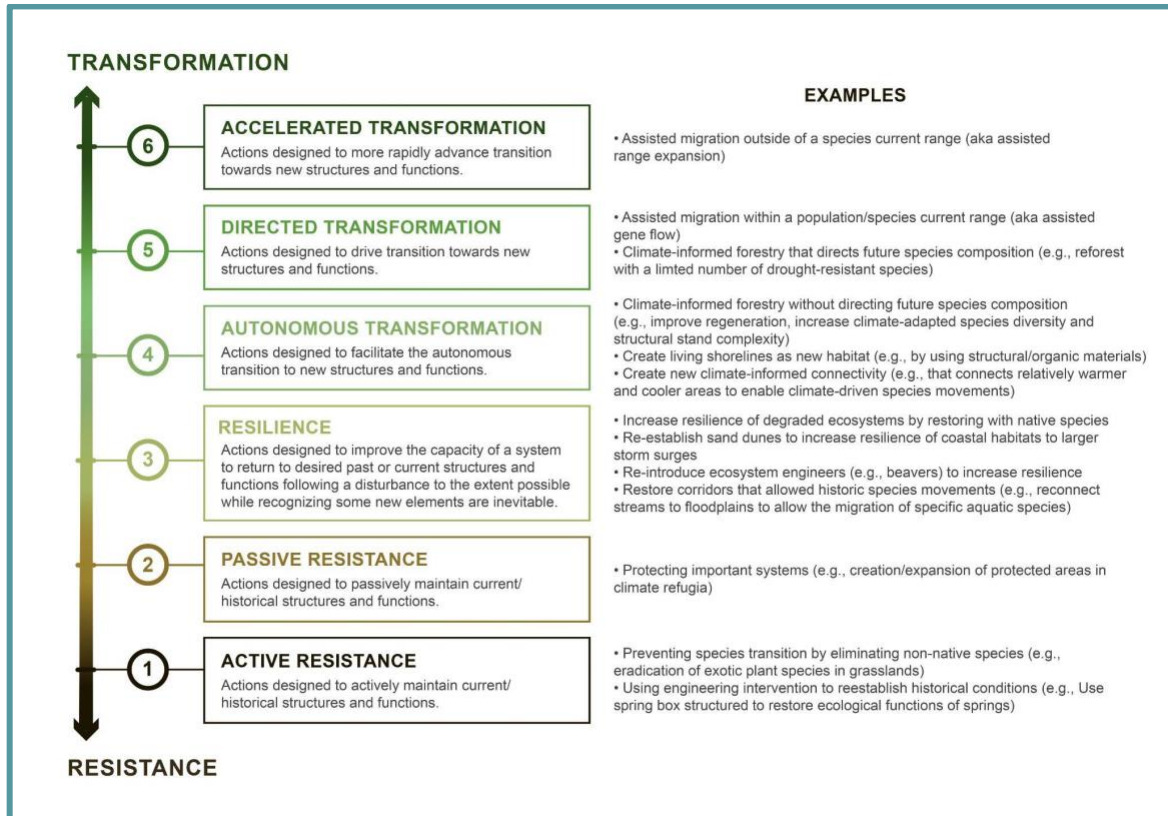 TRANSFORMATION
EXAMPLES
6
ACCELERATED TRANSFORMATION
Actions designed to more rapidly advance transition
towards new structures and functions.
• Assisted migration outside of a species current range (aka assisted
range expansion)
5
DIRECTED TRANSFORMATION
Actions designed to drive transition towards new
structures and functions.
• Assisted migration within a population/species current range (aka assisted
gene flow)
• Climate-informed forestry that directs future species composition (e.g., reforest
with a limted number of drought-resistant species)
4
AUTONOMOUS TRANSFORMATION
Actions designed to facilitate the autonomous
transition to new structures and functions.
• Climate-informed forestry without directing future species composition
(e.g., improve regeneration, increase climate-adapted species diversity and
structural stand complexity)
• Create living shorelines as new habitat (e.g., by using structural/organic materials)
• Create new climate-informed connectivity (e.g., that connects relatively warmer
and cooler areas to enable climate-driven species movements)
3
RESILIENCE
Actions designed to improve the capacity of a system
to return to desired past or current structures and
functions following a disturbance to the extent possible
while recognizing some new elements are inevitable.
• Increase resilience of degraded ecosystems by restoring with native species
• Re-establish sand dunes to increase resilience of coastal habitats to larger
storm surges
• Re-introduce ecosystem engineers (e.g., beavers) to increase resilience
• Restore corridors that allowed historic species movements (e.g., reconnect
streams to floodplains to allow the migration of specific aquatic species)
2
PASSIVE RESISTANCE
Actions designed to passively maintain current/
historical structures and functions.
• Protecting important systems (e.g., creation/expansion of protected areas in
climate refugia)
1
ACTIVE RESISTANCE
Actions designed to actively maintain current/
historical structures and functions.
• Preventing species transition by eliminating non-native species (e.g.,
eradication of exotic plant species in grasslands)
• Using engineering intervention to reestablish historical conditions (e.g., Use
spring box structured to restore ecological functions of springs)
RESISTANCE